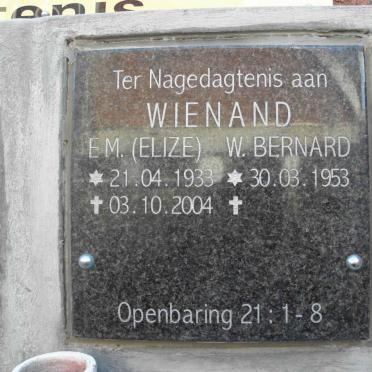 tenis
Ter Nagedagtenis aan
WIENAND
E.M. (ELIZE) W. BERNARD
21.04.1933 30.03.1953
03.10.2004
Openbaring 21 : 1 - 8